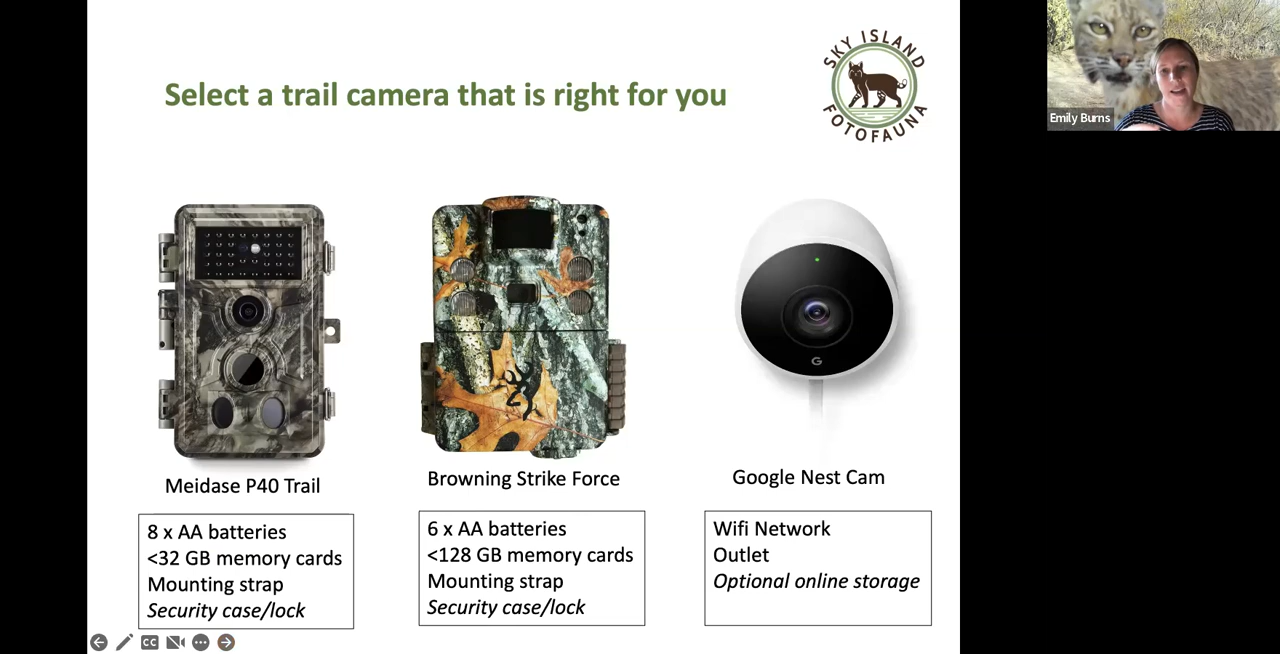 Select a trail camera that is right for you
SKY ISLAND
FOTOFAUNA
Emily Burns
G
Meidase P40 Trail
Browning Strike Force
Google Nest Cam
8 x AA batteries
<32 GB memory cards
Mounting strap
Security case/lock
6 x AA batteries
<128 GB memory cards
Mounting strap
Security case/lock
Wifi Network
Outlet
Optional online storage
CC